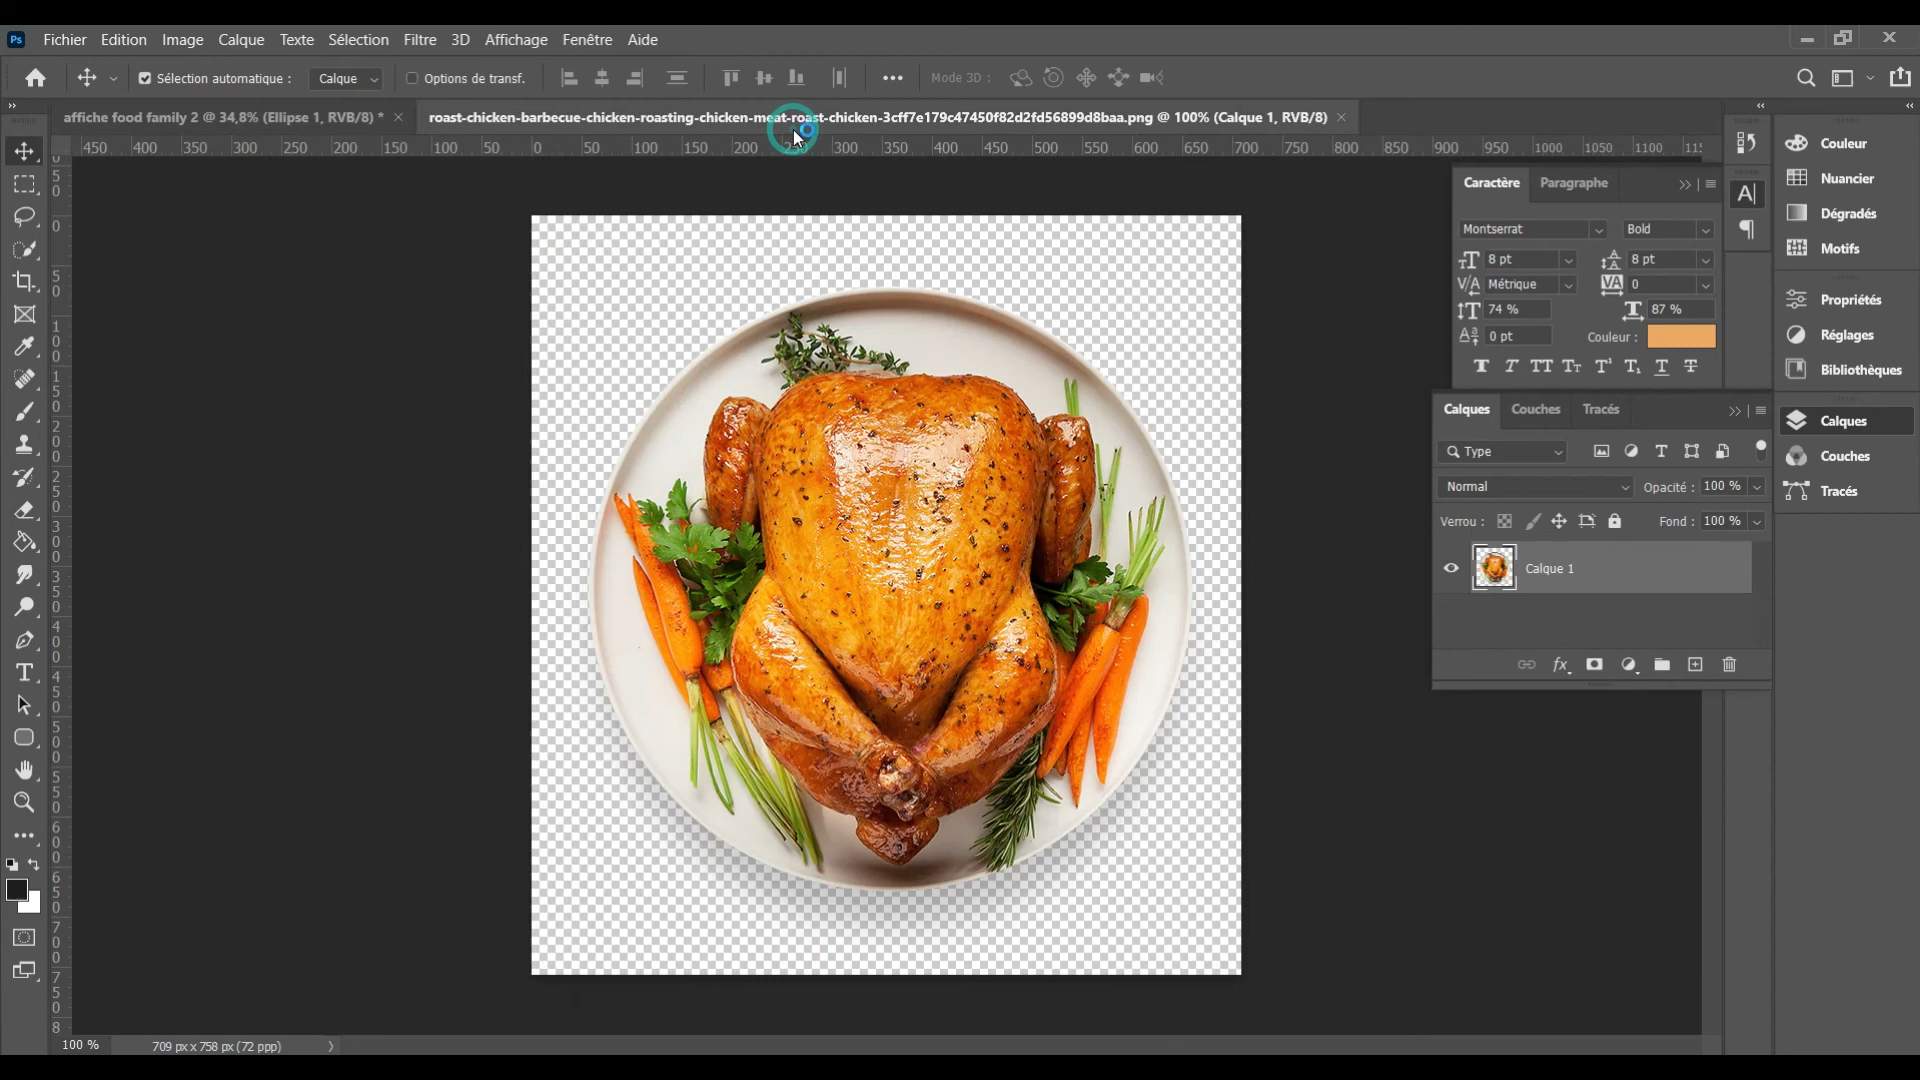 Ps Fichier Edition Image Calque Texte Sélection Filtre 3D Affichage Fenêtre Aide
Sélection automatique : Calque Options de transf. Mode 3D :
affiche food family 2 @ 34,8% (Ellipse 1, RVB/8) * roast-chicken-barbecue-chicken-roasting-chicken-meat-roast-chicken-3cff7e179c47450f82d2fd56899d8baa.png @ 100% (Calque 1, RVB/8)
450 400 350 300 250 200 150 100 50 0 50 100 150 200 250 300 350 400 450 500 550 600 650 700 750 800 850 900 950 1000 1050 1100
Caractère Paragraphe
Montserrat Bold
8 pt 8 pt
Métrique 0
74 % 87 %
0 pt Couleur :
Calques Couches Tracés
Type
Normal Opacité : 100 %
Verrou : Fond : 100 %
Calque 1
Couleur
Nuancier
Dégradés
Motifs
Propriétés
Réglages
Bibliothèques
Calques
Couches
Tracés
100 % 709 px x 758 px (72 ppp)